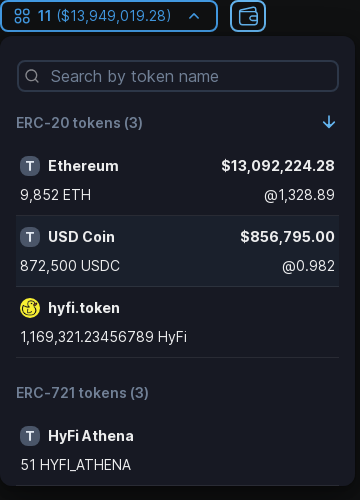 11 ($13,949,019.28)
Search by token name
ERC-20 tokens (3)
T Ethereum $13,092,224.28
9,852 ETH @1,328.89
T USD Coin $856,795.00
872,500 USDC @0.982
hyfi.token
1,169,321.23456789 HyFi
ERC-721 tokens (3)
T HyFi Athena
51 HYFI_ATHENA